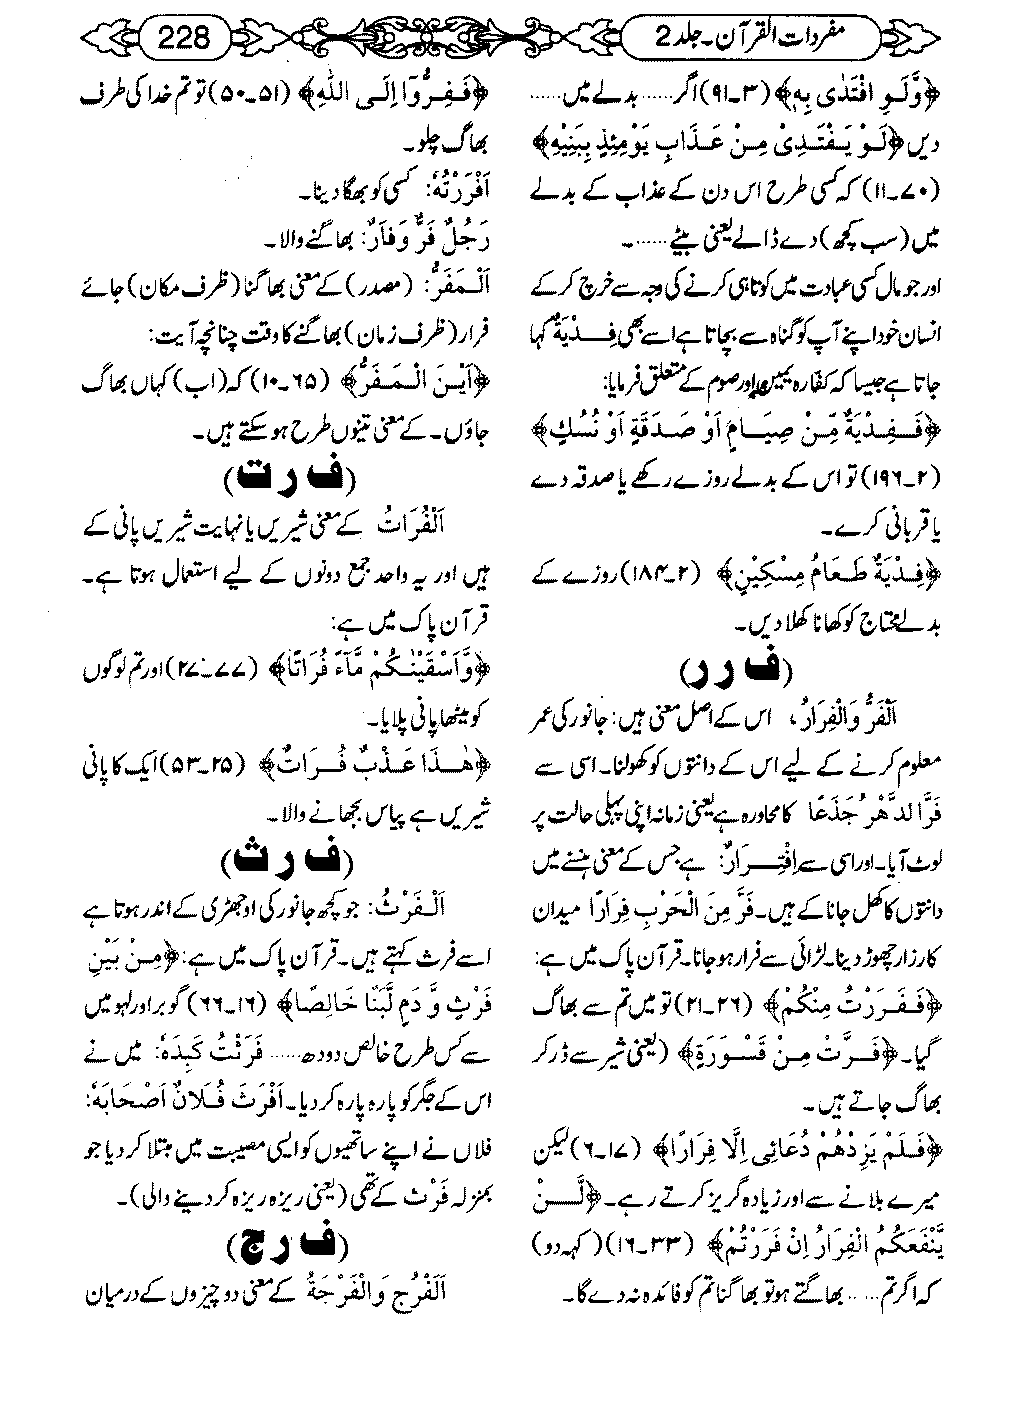 مفردات القرآن۔جلد 2
228
﴿وَّلَوِ افْتَدٰى بِهٖ﴾ (۳۔۹۱) اگر...... بدلے میں......
دیں ﴿لَوْ یَفْتَدِیْ مِنْ عَذَابِ یَوْمِئِذٍ بِبَنِیْهِ﴾
(۷۰۔۱۱) کہ کسی طرح اس دن کے عذاب کے بدلے
میں (سب کچھ) دے ڈالے یعنی بیٹے......۔
اور جو مال کسی عبادت میں کوتاہی کرنے کی وجہ سے خرچ کر کے
انسان خود اپنے آپ کو گناہ سے بچاتا ہے اسے بھی فِدْیَةٌ کہا
جاتا ہے جیسا کہ کفارہ یمین اور صوم کے متعلق فرمایا:
﴿فَفِدْیَةٌ مِّنْ صِیَامٍ اَوْ صَدَقَةٍ اَوْ نُسُكٍ﴾
(۲۔۱۹۶) تو اس کے بدلے روزے رکھے یا صدقہ دے
یا قربانی کرے۔
﴿فِدْیَةٌ طَعَامُ مِسْكِیْنٍ﴾ (۲۔۱۸۴) روزے کے
بدلے محتاج کو کھانا کھلا دیں۔
(ف ر ر)
اَلْفَرُّ وَالْفِرَارُ، اس کے اصل معنی ہیں: جانور کی عمر
معلوم کرنے کے لیے اس کے دانتوں کو کھولنا۔ اسی سے
فَرَّ الدَّهْرُ جَذَعًا کا محاورہ ہے یعنی زمانہ اپنی پہلی حالت پر
لوٹ آیا۔ اور اسی سے اِفْتِرَارٌ ہے جس کے معنی ہنسنے میں
دانتوں کا کھل جانا کے ہیں۔ فَرَّ مِنَ الْحَرْبِ فِرَارًا میدان
کارزار چھوڑ دینا۔ لڑائی سے فرار ہو جانا۔ قرآن پاک میں ہے:
﴿فَفَرَرْتُ مِنْكُمْ﴾ (۲۶۔۲۱) تو میں تم سے بھاگ
گیا۔ ﴿فَرَّتْ مِنْ قَسْوَرَةٍ﴾ (یعنی شیر سے ڈر کر
بھاگ جاتے ہیں۔
﴿فَلَمْ یَزِدْهُمْ دُعَائِی اِلَّا فِرَارًا﴾ (۱۷۔۶) لیکن
میرے بلانے سے اور زیادہ گریز کرتے رہے۔ ﴿لَّنْ
یَّنْفَعَكُمُ الْفِرَارُ اِنْ فَرَرْتُمْ﴾ (۳۳۔۱۶) (کہہ دو)
کہ اگر تم..... بھاگتے ہو تو بھاگنا تم کو فائدہ نہ دے گا۔
﴿فَفِرُّوْٓا اِلَی اللّٰهِ﴾ (۵۱۔۵۰) تو تم خدا کی طرف
بھاگ چلو۔
اَفْرَرْتُهٗ: کسی کو بھگا دینا۔
رَجُلٌ فَرٌّ وَفَارٌّ: بھاگنے والا۔
اَلْمَفَرُّ: (مصدر) کے معنی بھاگنا (ظرف مکان) جائے
فرار (ظرف زمان) بھاگنے کا وقت چنانچہ آیت:
﴿اَیْنَ الْمَفَرُّ﴾ (۷۵۔۱۰) کہ (اب) کہاں بھاگ
جاؤں۔ کے معنی تینوں طرح ہو سکتے ہیں۔
(ف ر ت)
اَلْفُرَاتُ کے معنی شیریں یا نہایت شیریں پانی کے
ہیں اور یہ واحد جمع دونوں کے لیے استعمال ہوتا ہے۔
قرآن پاک میں ہے:
﴿وَّاَسْقَیْنٰكُمْ مَّآءً فُرَاتًا﴾ (۷۷۔۲۷) اور تم لوگوں
کو میٹھا پانی پلایا۔
﴿هٰذَا عَذْبٌ فُرَاتٌ﴾ (۲۵۔۵۳) ایک کا پانی
شیریں ہے پیاس بجھانے والا۔
(ف ر ث)
اَلْفَرْثُ: جو کچھ جانور کی اوجھڑی کے اندر ہوتا ہے
اسے فرث کہتے ہیں۔ قرآن پاک میں ہے: ﴿مِنْ بَیْنِ
فَرْثٍ وَّ دَمٍ لَّبَنًا خَالِصًا﴾ (۱۶۔۶۶) گوبر اور لہو میں
سے کس طرح خالص دودھ...... فَرَثْتُ كَبِدَهٗ: میں نے
اس کے جگر کو پارہ پارہ کر دیا۔ اَفْرَثَ فُلَانٌ اَصْحَابَهٗ:
فلاں نے اپنے ساتھیوں کو ایسی مصیبت میں مبتلا کر دیا جو
بمنزلہ فَرْث کے تھی (یعنی ریزہ ریزہ کر دینے والی)۔
(ف ر ج)
اَلْفَرْج وَالْفُرْجَةُ کے معنی دو چیزوں کے درمیان